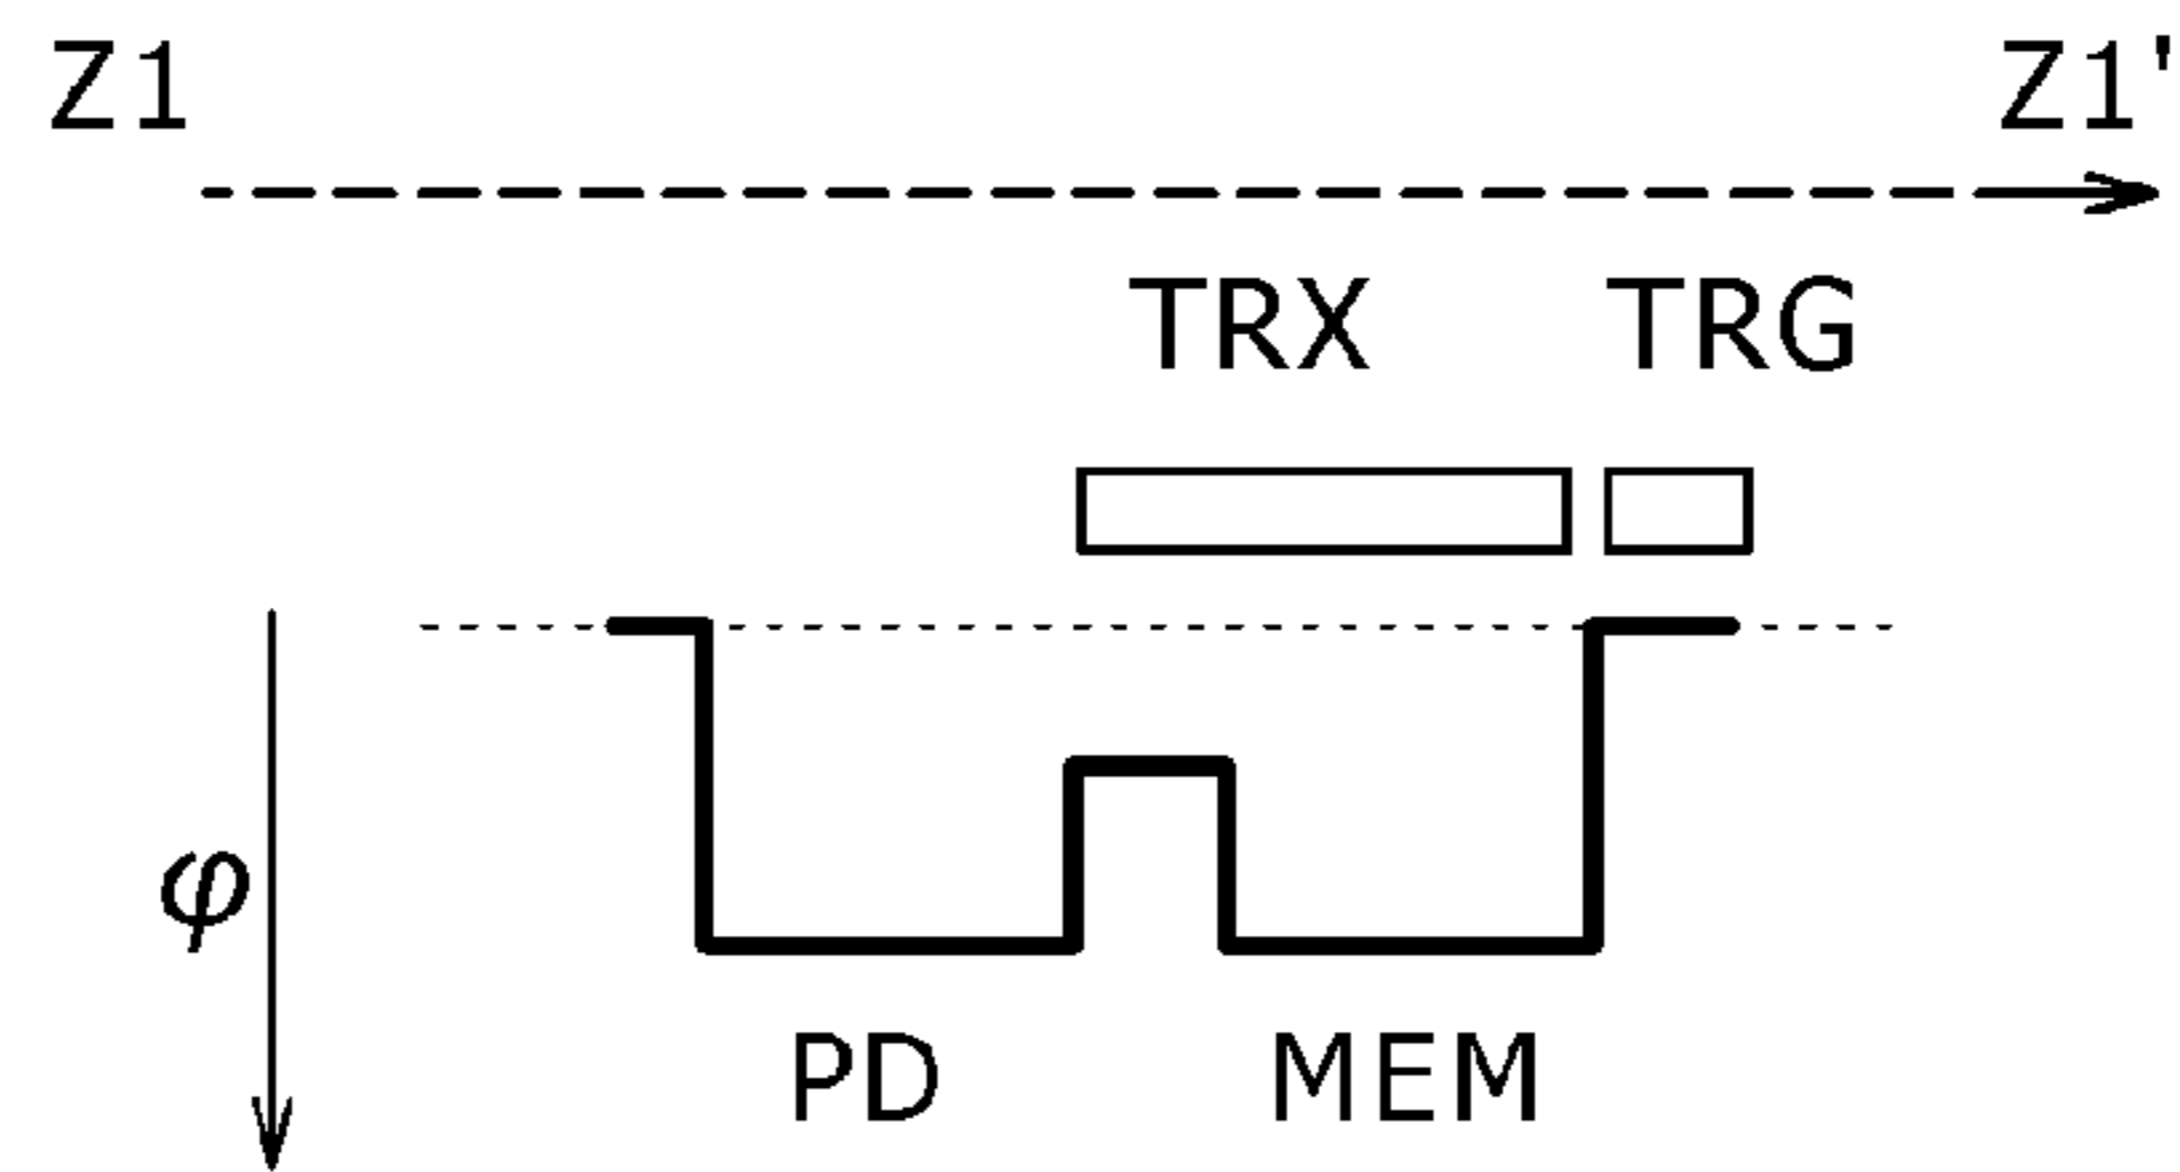 Z1 Z1'
TRX TRG
φ
PD MEM